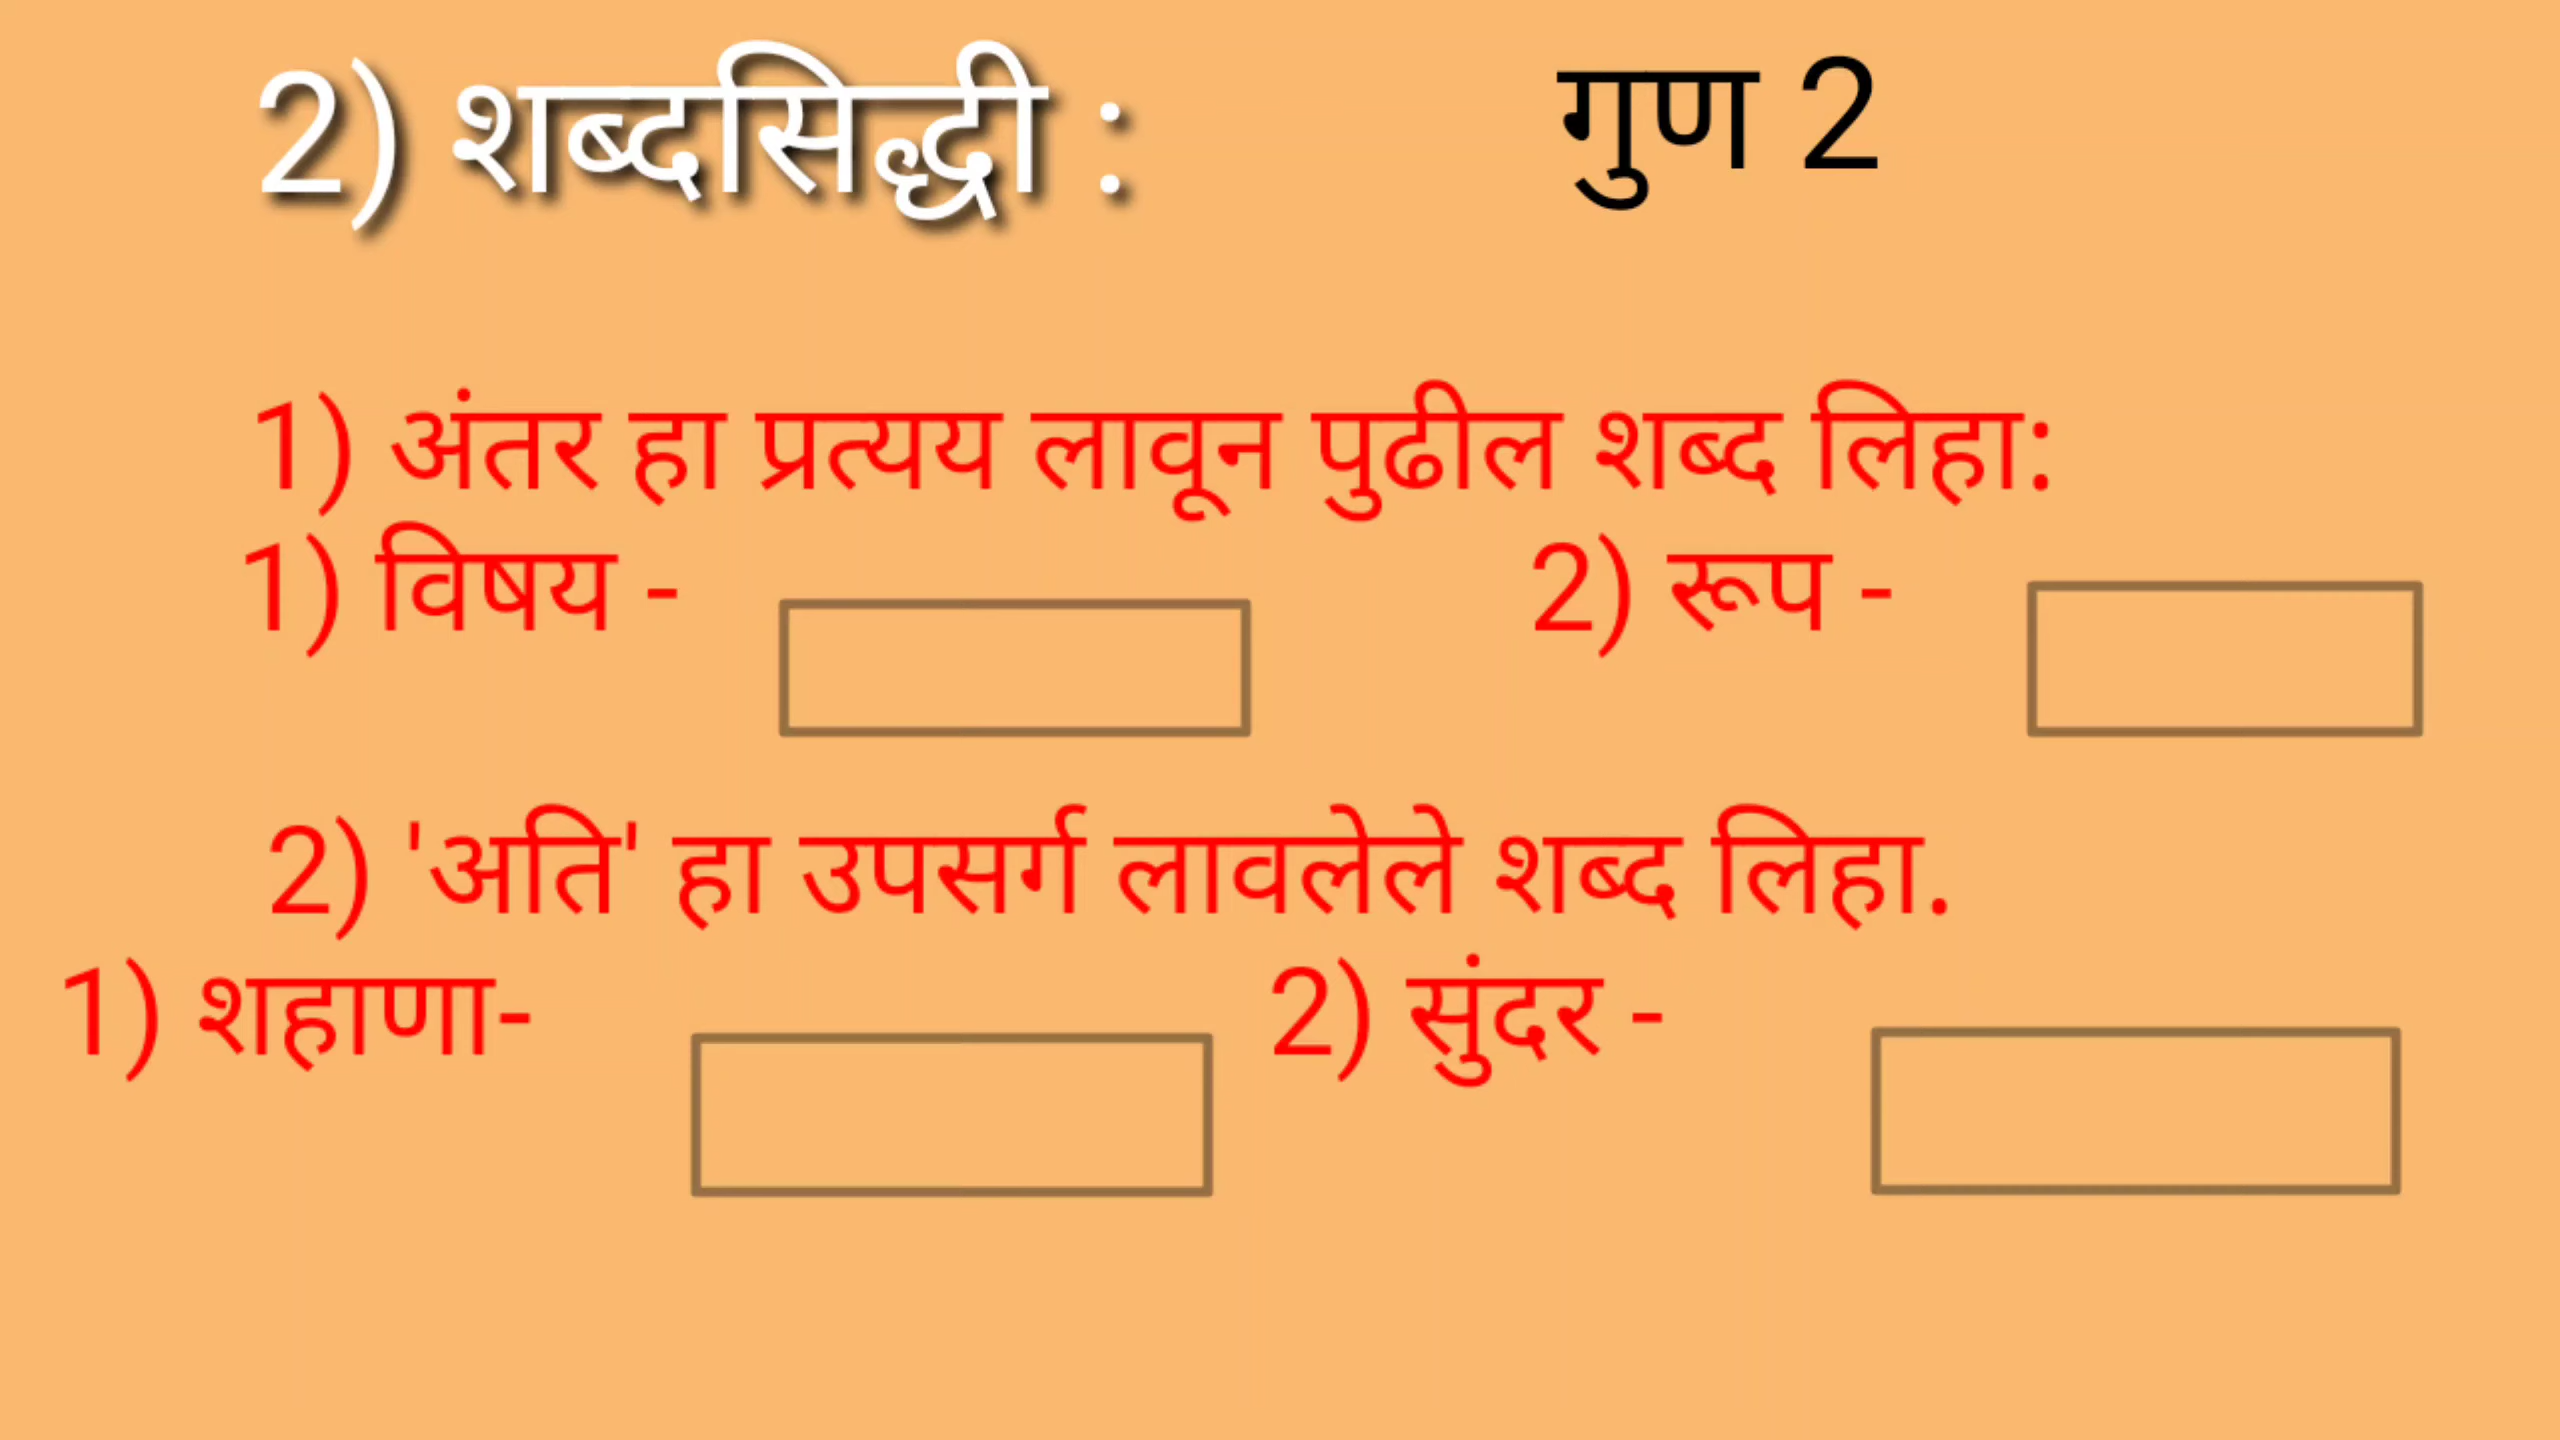 2) शब्दसिद्धी : गुण 2
1) अंतर हा प्रत्यय लावून पुढील शब्द लिहा:
1) विषय - 2) रूप -
2) 'अति' हा उपसर्ग लावलेले शब्द लिहा.
1) शहाणा- 2) सुंदर -